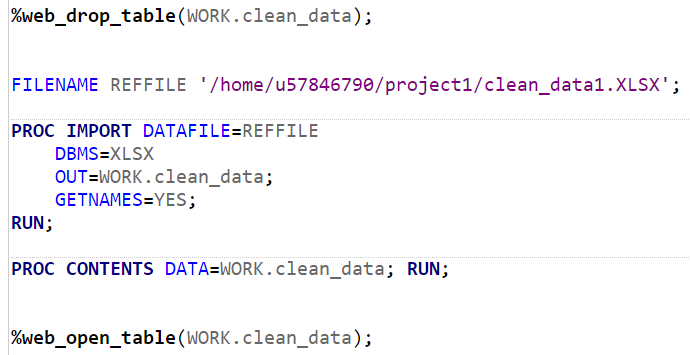 %web_drop_table(WORK.clean_data);
FILENAME REFFILE '/home/u57846790/project1/clean_data1.XLSX';
PROC IMPORT DATAFILE=REFFILE
    DBMS=XLSX
    OUT=WORK.clean_data;
    GETNAMES=YES;
RUN;
PROC CONTENTS DATA=WORK.clean_data; RUN;
%web_open_table(WORK.clean_data);